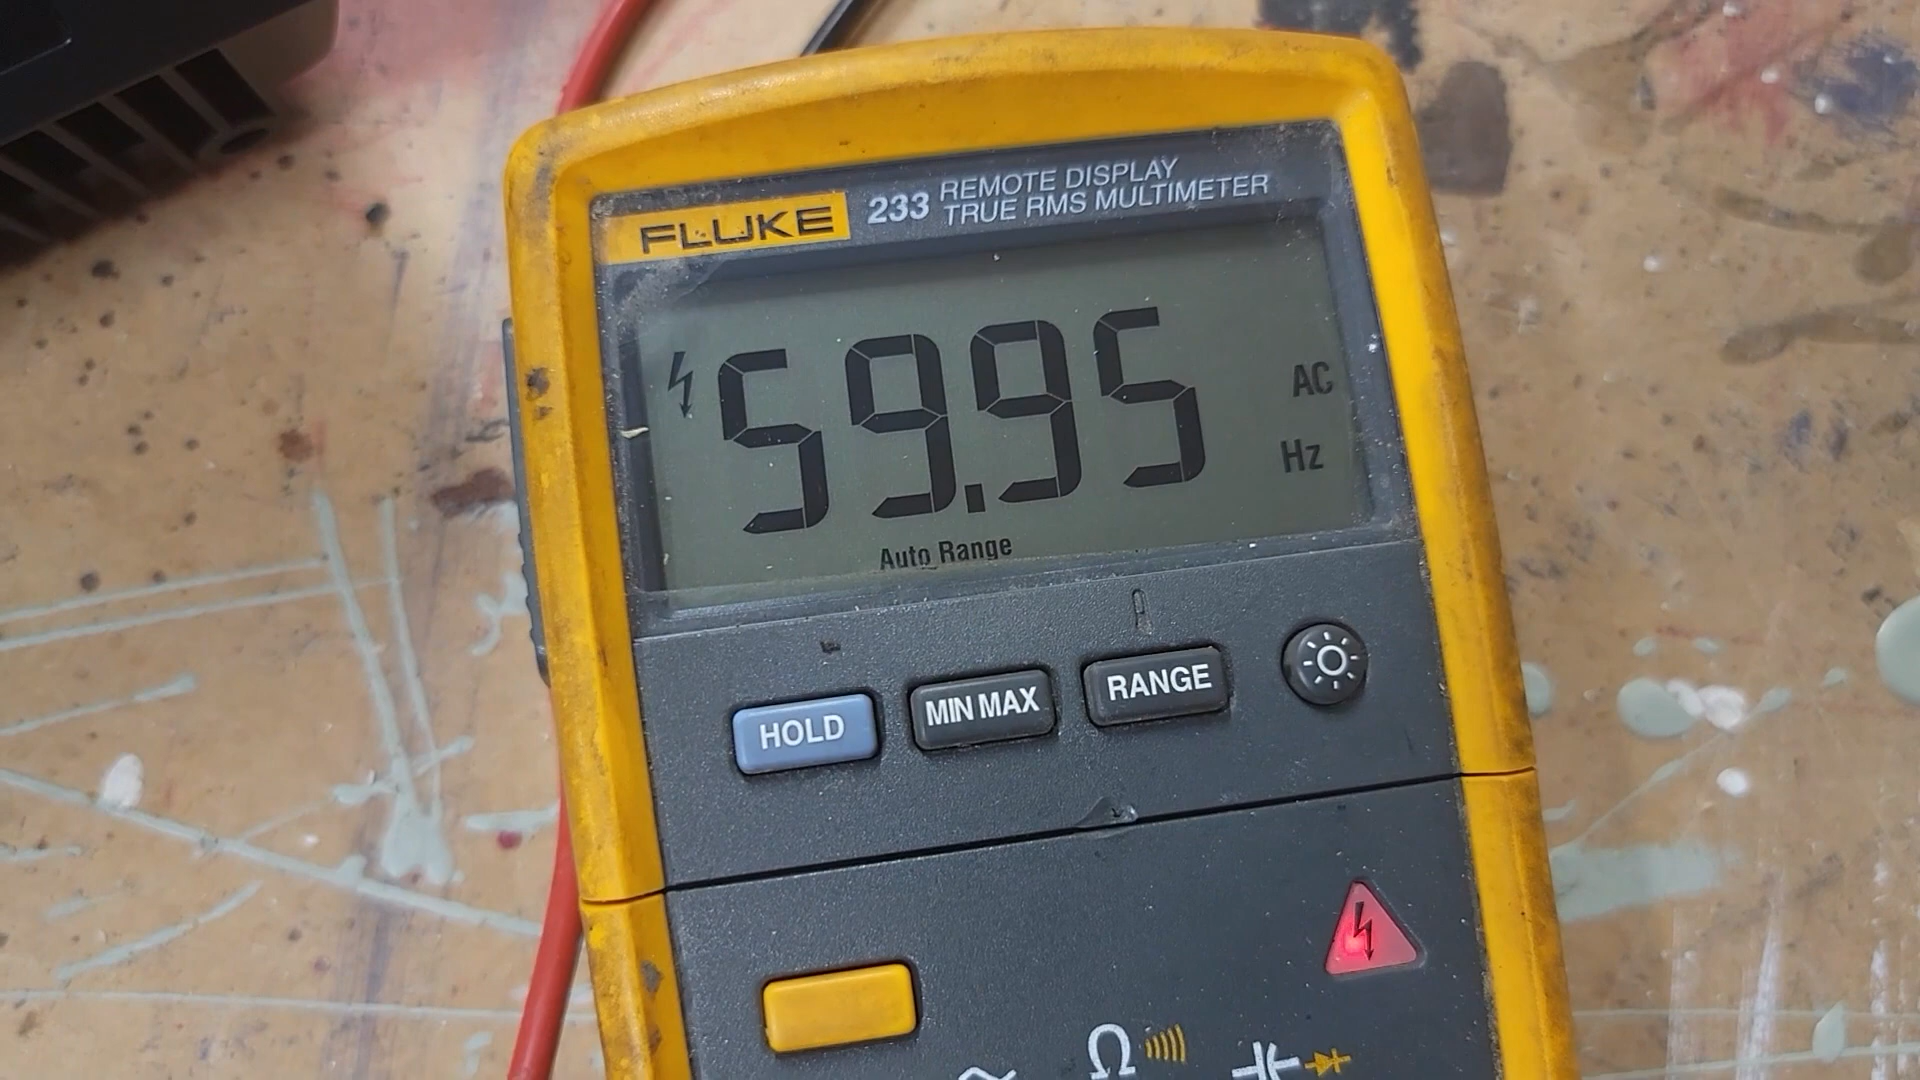 FLUKE 233 REMOTE DISPLAY
TRUE RMS MULTIMETER
59.95
AC
Hz
Auto Range
HOLD
MIN MAX
RANGE
Ω